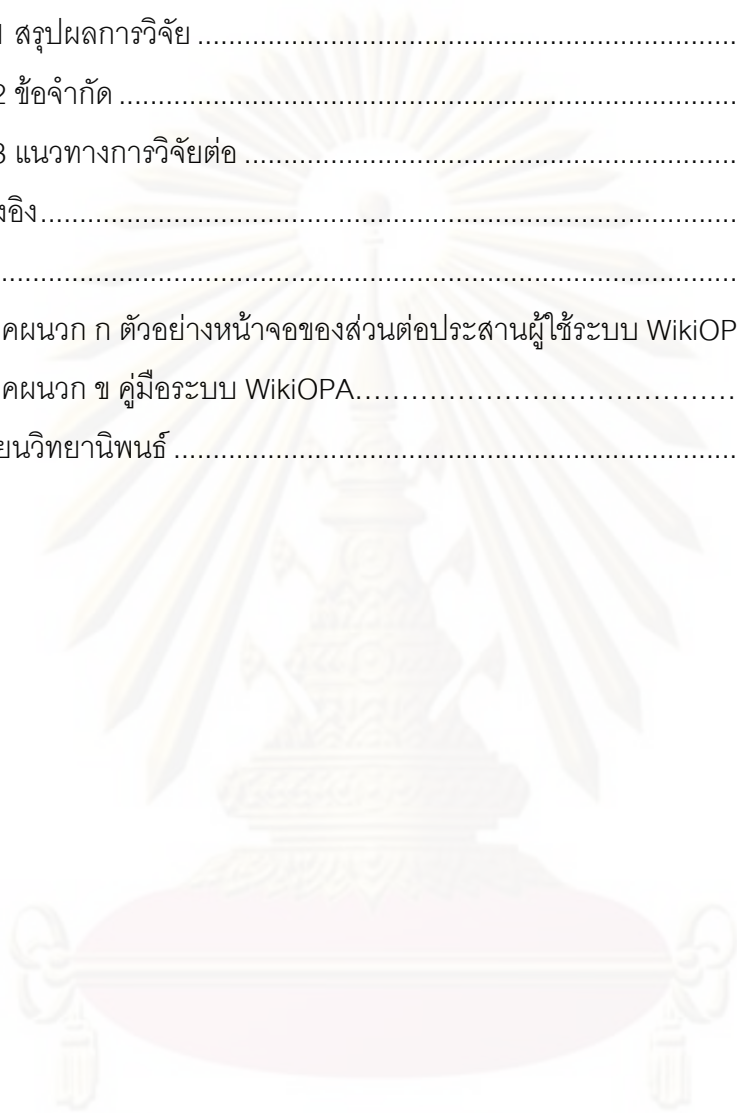 1 สรุปผลการวิจัย ........................................................................
2 ข้อจำกัด ........................................................................
3 แนวทางการวิจัยต่อ ........................................................................
งอิง ........................................................................
........................................................................
คผนวก ก ตัวอย่างหน้าจอของส่วนต่อประสานผู้ใช้ระบบ WikiOP
คผนวก ข คู่มือระบบ WikiOPA ........................................................................
ยนวิทยานิพนธ์ ........................................................................